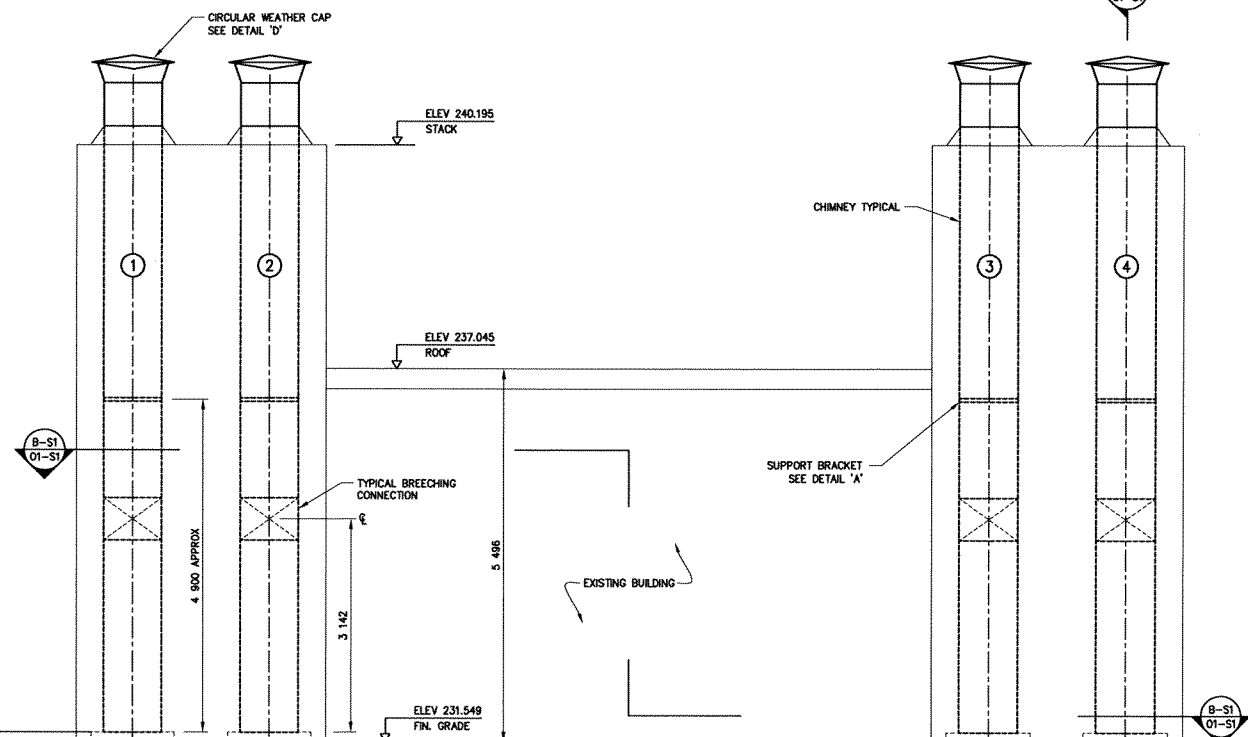 CIRCULAR WEATHER CAP
SEE DETAIL 'D'
ELEV 240.195
STACK
CHIMNEY TYPICAL
1
2
3
4
ELEV 237.045
ROOF
B-S1
01-S1
SUPPORT BRACKET
SEE DETAIL 'A'
TYPICAL BREECHING
CONNECTION
℄
4 900 APPROX
3 142
5 496
EXISTING BUILDING
ELEV 231.549
FIN. GRADE
B-S1
01-S1